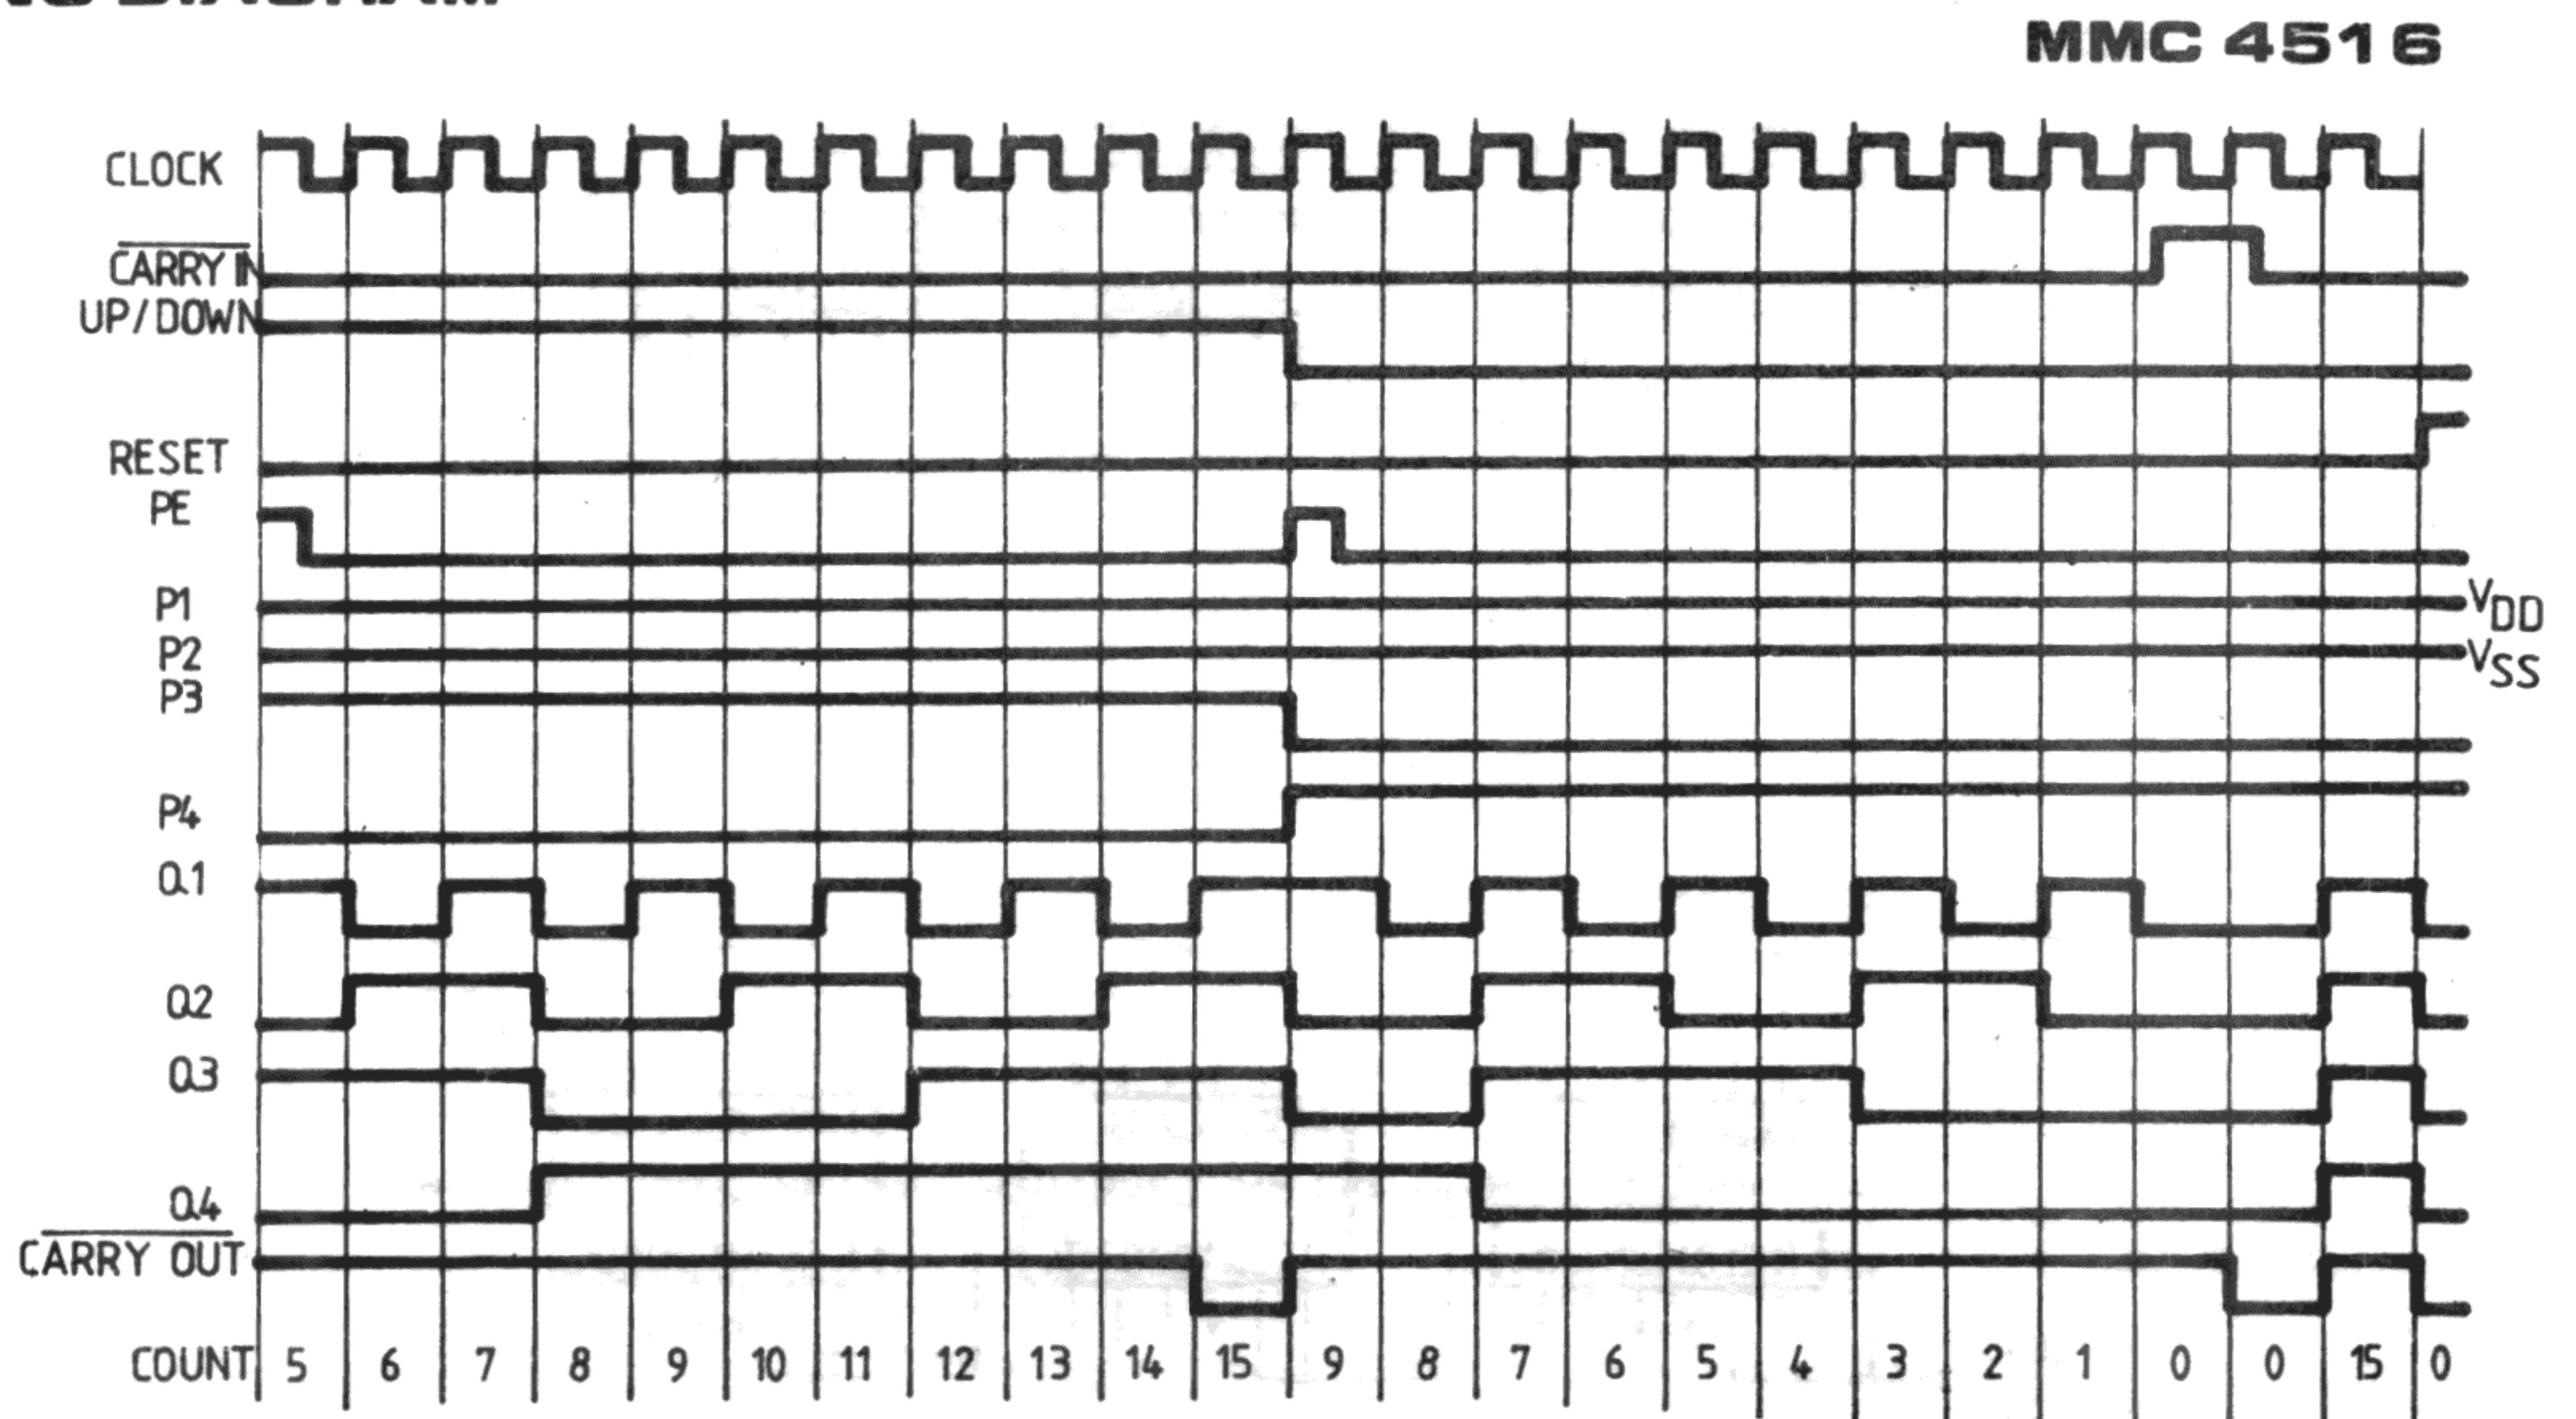 MMC 4516
CLOCK
CARRY IN
UP/DOWN
RESET
PE
P1
VDD
P2
VSS
P3
P4
Q1
Q2
Q3
Q4
CARRY OUT
COUNT 5 6 7 8 9 10 11 12 13 14 15 9 8 7 6 5 4 3 2 1 0 0 15 0